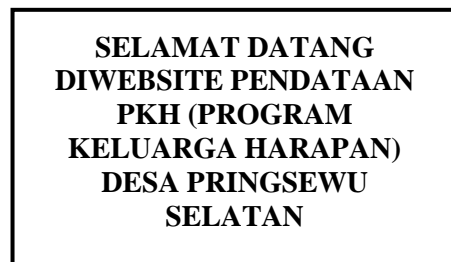 SELAMAT DATANG
DIWEBSITE PENDATAAN
PKH (PROGRAM
KELUARGA HARAPAN)
DESA PRINGSEWU
SELATAN